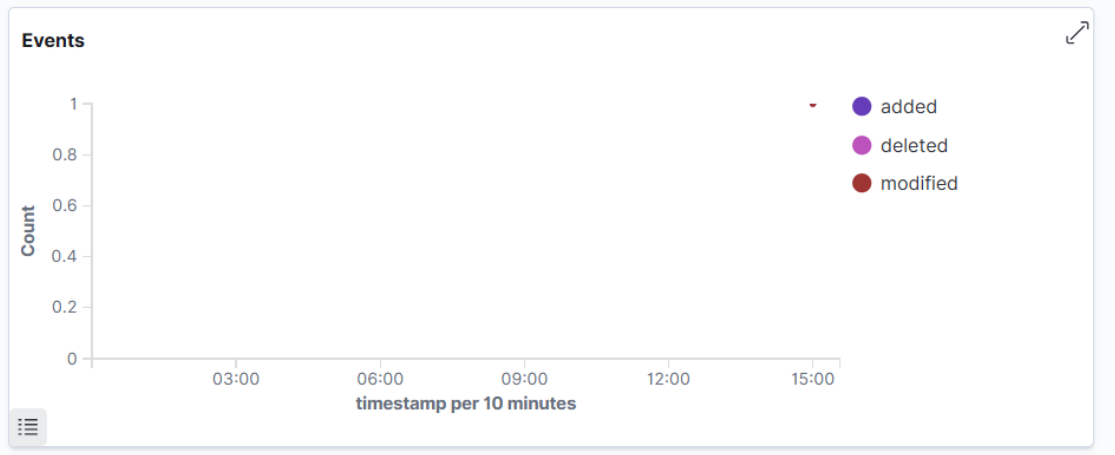 Events
1
0.8
0.6
0.4
0.2
0
Count
03:00 06:00 09:00 12:00 15:00
timestamp per 10 minutes
added
deleted
modified